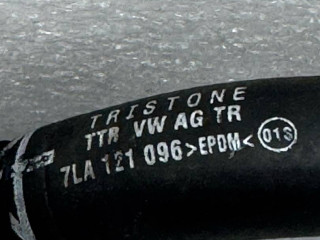 TRISTONE
TTR VW AG TR
7LA 121 096 >EPDM< 01S